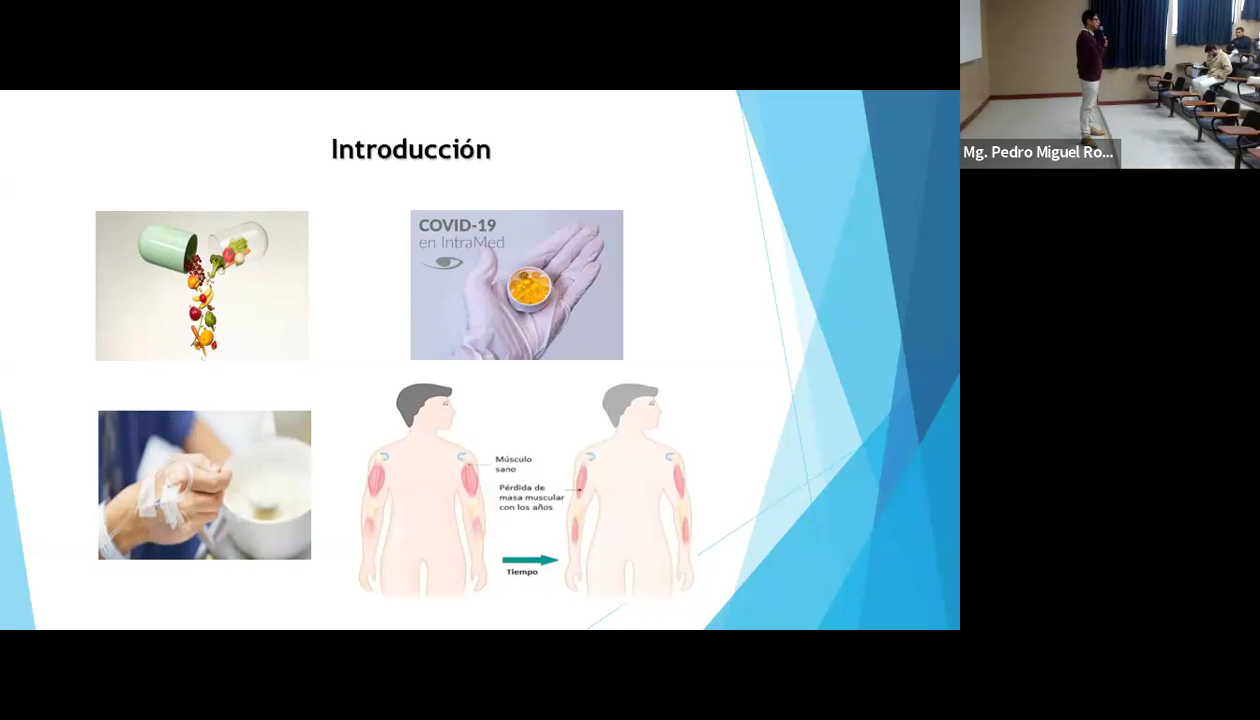 Introducción
COVID-19
en IntraMed
Músculo
sano
Pérdida de
masa muscular
con los años
Tiempo
Mg. Pedro Miguel Ro...